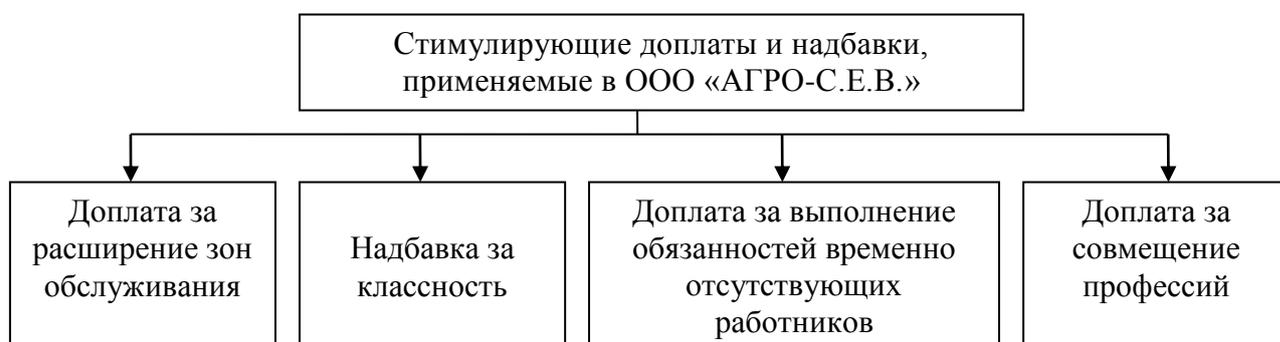 Стимулирующие доплаты и надбавки,
применяемые в ООО «АГРО-С.Е.В.»
Доплата за
расширение зон
обслуживания
Надбавка за
классность
Доплата за выполнение
обязанностей временно
отсутствующих
работников
Доплата за
совмещение
профессий